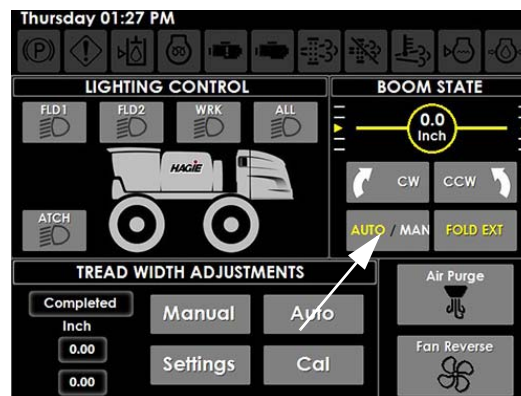 Thursday 01:27 PM
(P)
LIGHTING CONTROL
FLD1 FLD2 WRK ALL
HAGIE
ATCH
BOOM STATE
0.0
Inch
CW CCW
AUTO / MAN FOLD EXT
TREAD WIDTH ADJUSTMENTS
Completed
Inch
0.00
0.00
Manual Auto
Settings Cal
Air Purge
Fan Reverse